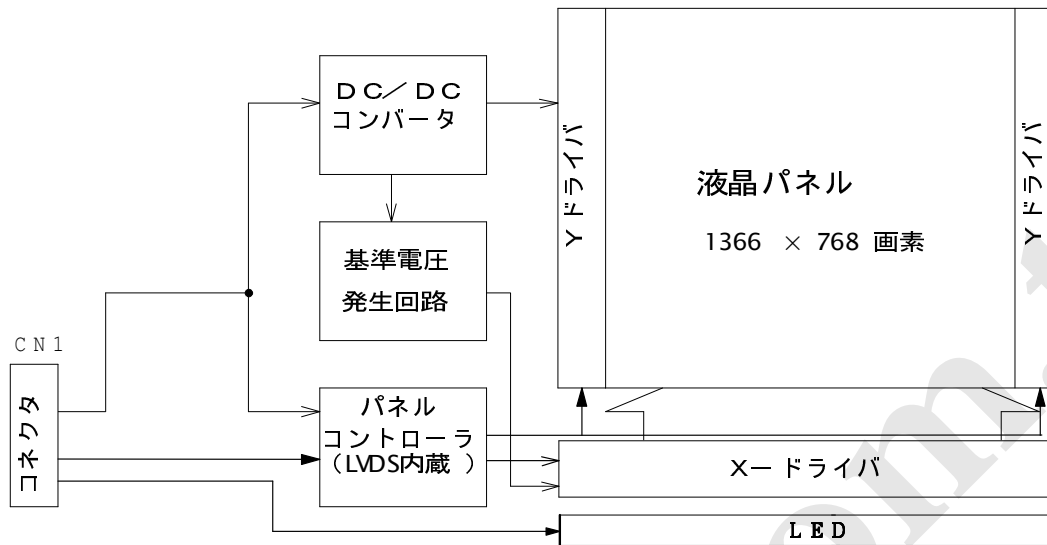 DC／DC
コンバータ
基準電圧
発生回路
CN1
コネクタ
パネル
コントローラ
（LVDS内蔵 ）
Yドライバ
液晶パネル
1366 × 768 画素
Yドライバ
X－ドライバ
LED